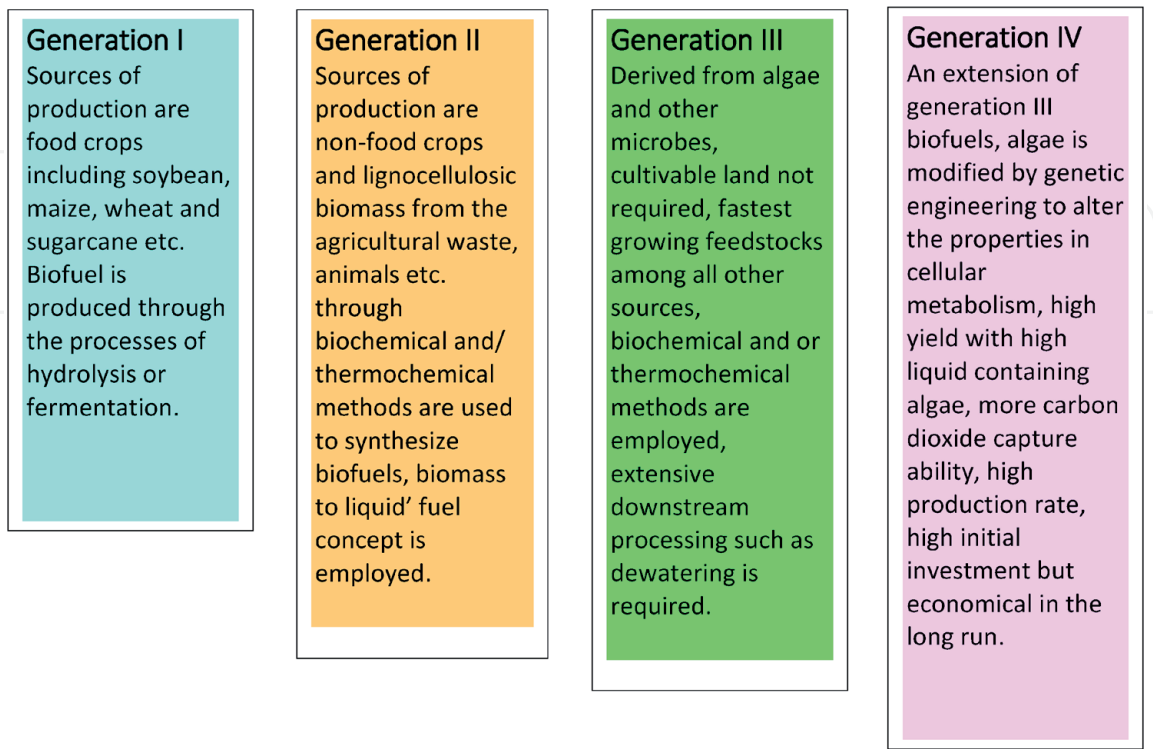 Generation I
Sources of
production are
food crops
including soybean,
maize, wheat and
sugarcane etc.
Biofuel is
produced through
the processes of
hydrolysis or
fermentation.
Generation II
Sources of
production are
non-food crops
and lignocellulosic
biomass from the
agricultural waste,
animals etc.
through
biochemical and/
thermochemical
methods are used
to synthesize
biofuels, biomass
to liquid’ fuel
concept is
employed.
Generation III
Derived from algae
and other
microbes,
cultivable land not
required, fastest
growing feedstocks
among all other
sources,
biochemical and or
thermochemical
methods are
employed,
extensive
downstream
processing such as
dewatering is
required.
Generation IV
An extension of
generation III
biofuels, algae is
modified by genetic
engineering to alter
the properties in
cellular
metabolism, high
yield with high
liquid containing
algae, more carbon
dioxide capture
ability, high
production rate,
high initial
investment but
economical in the
long run.